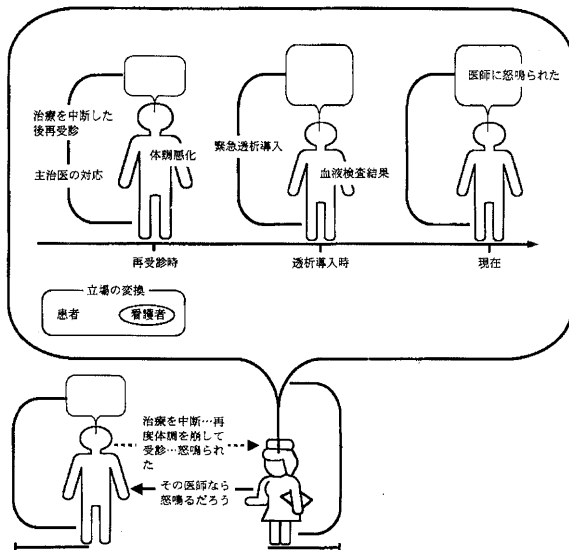 医師に怒鳴られた
治療を中断した
後再受診
体調悪化
主治医の対応
緊急透析導入
血液検査結果
再受診時
透析導入時
現在
立場の変換
患者
看護者
治療を中断…再
度体調を崩して
受診…怒鳴られ
た
その医師なら
怒鳴るだろう